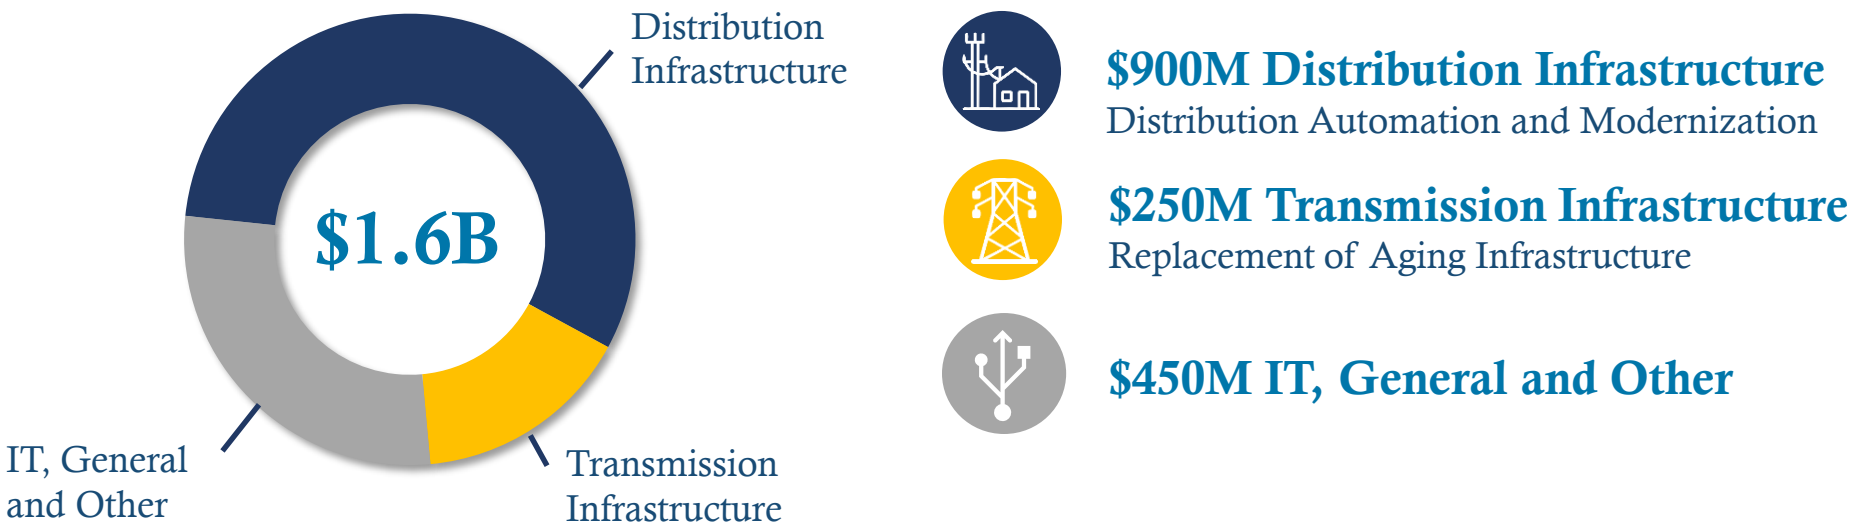 Distribution
Infrastructure
$1.6B
IT, General
and Other
Transmission
Infrastructure
$900M Distribution Infrastructure
Distribution Automation and Modernization
$250M Transmission Infrastructure
Replacement of Aging Infrastructure
$450M IT, General and Other